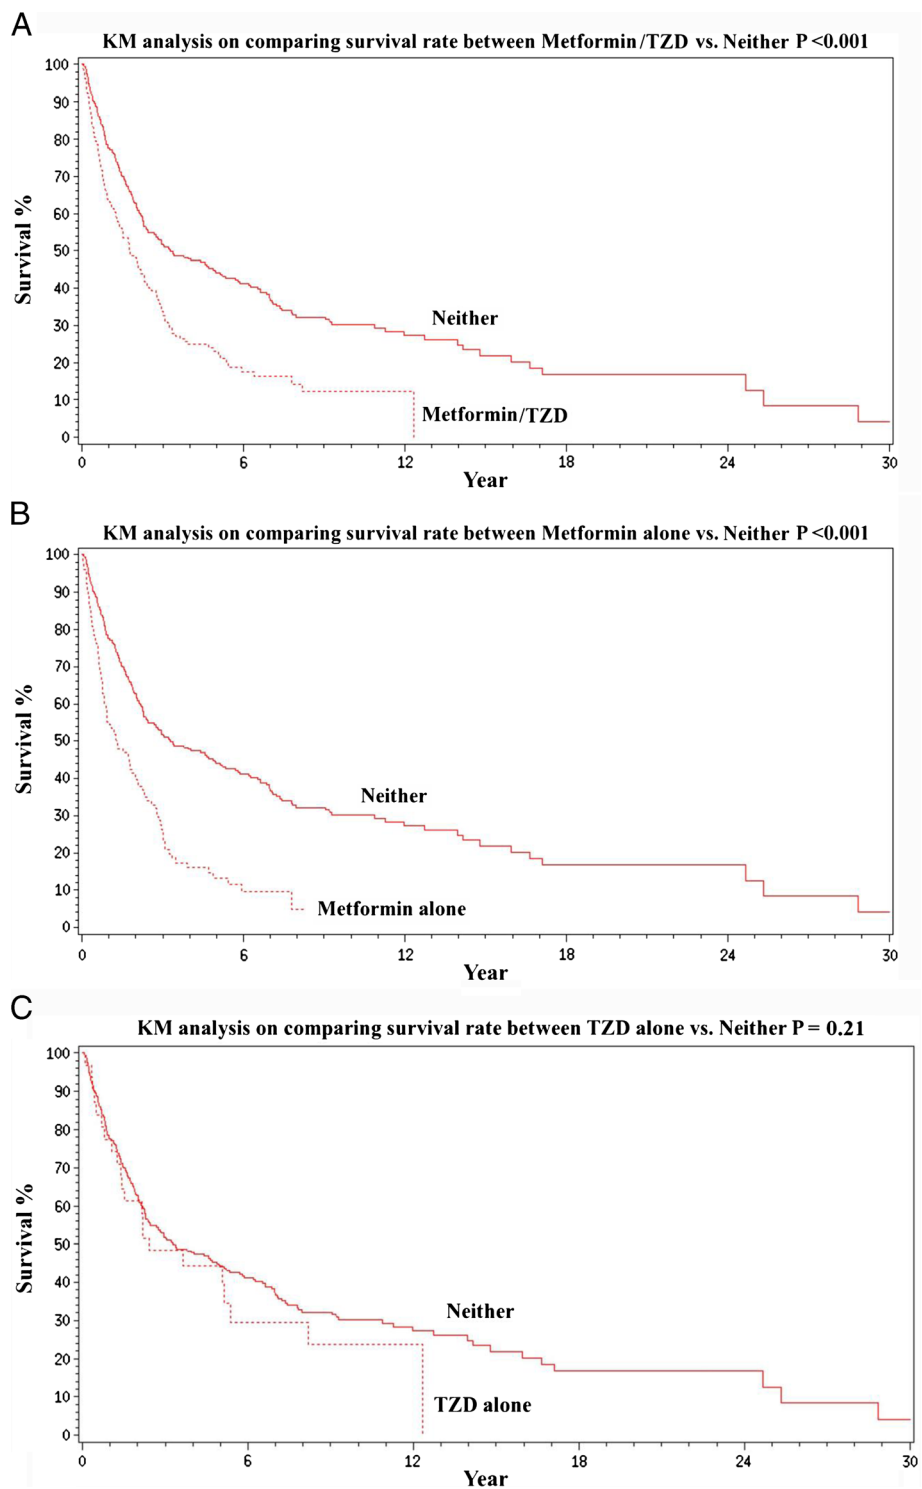 A
KM analysis on comparing survival rate between Metformin/TZD vs. Neither P <0.001
Survival %
100
90
80
70
60
50
40
30
20
10
0
Neither
Metformin/TZD
0 6 12 18 24 30
Year
B
KM analysis on comparing survival rate between Metformin alone vs. Neither P <0.001
Survival %
100
90
80
70
60
50
40
30
20
10
0
Neither
Metformin alone
0 6 12 18 24 30
Year
C
KM analysis on comparing survival rate between TZD alone vs. Neither P = 0.21
Survival %
100
90
80
70
60
50
40
30
20
10
0
Neither
TZD alone
0 6 12 18 24 30
Year